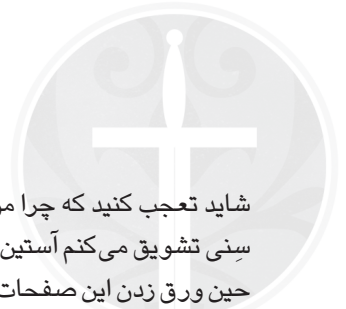 شاید تعجب کنید که چرا
سِنی تشویق می‌کنم آستین
حین ورق زدن این صفحات